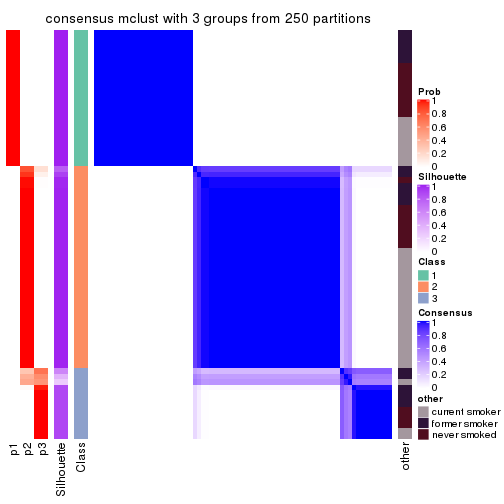 consensus mclust with 3 groups from 250 partitions
Prob
1
0.8
0.6
0.4
0.2
0
Silhouette
1
0.8
0.6
0.4
0.2
0
Class
1
2
3
Consensus
1
0.8
0.6
0.4
0.2
0
other
current smoker
former smoker
never smoked
p1
p2
p3
Silhouette
Class
other